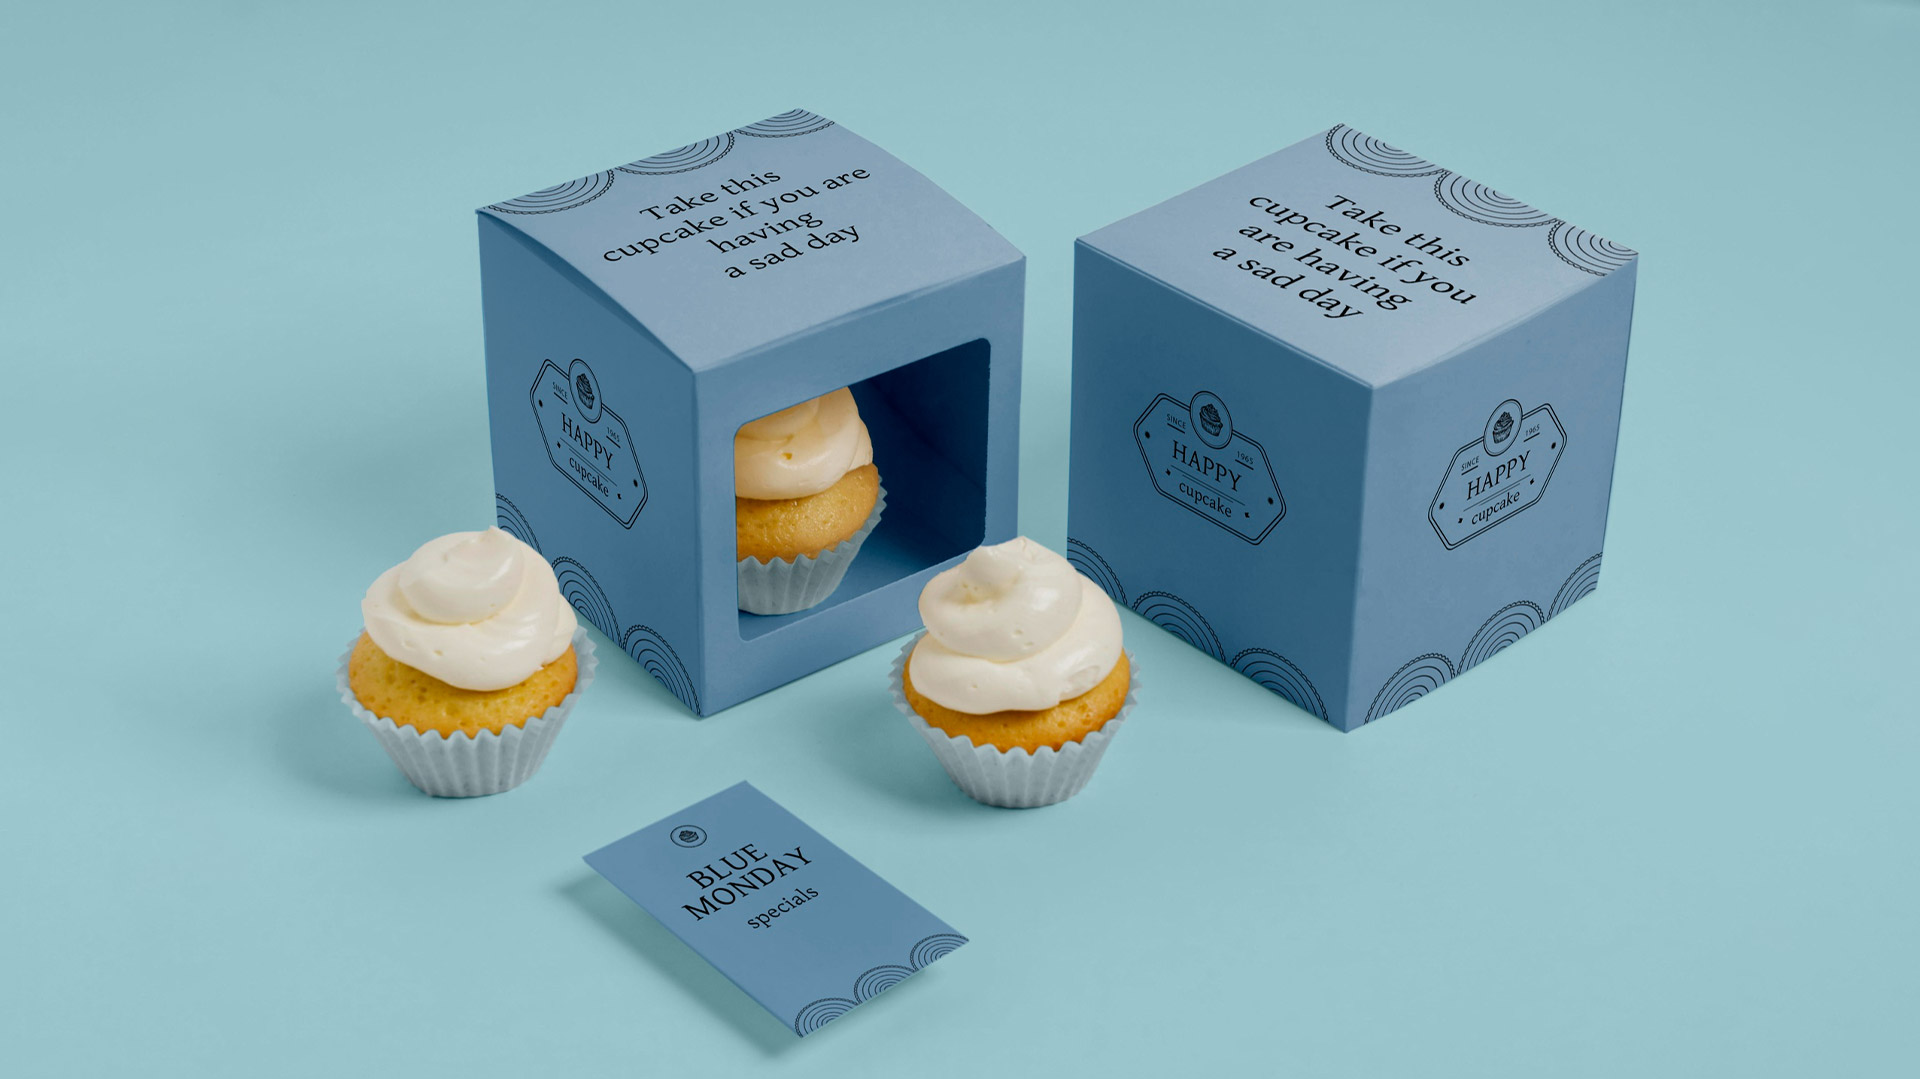 Take this
cupcake if you are
having
a sad day
SINCE
1965
HAPPY
cupcake
Take this
cupcake if you
are having
a sad day
SINCE
1965
HAPPY
cupcake
SINCE
1965
HAPPY
cupcake
BLUE
MONDAY
specials